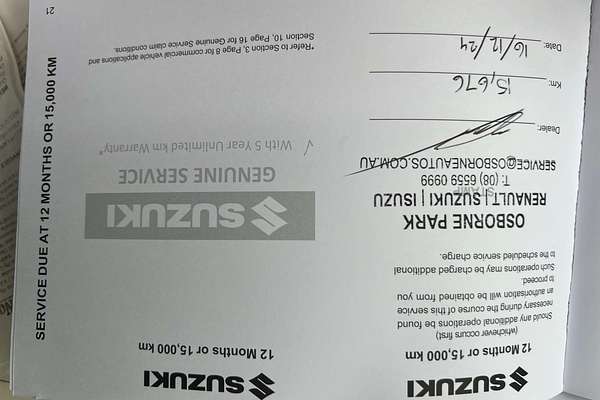 SUZUKI
12 Months or 15,000 km
(whichever occurs first)
Should any additional operations be found
necessary during the course of this service
an authorisation will be obtained from you
to proceed.
Such operations may be charged additional
to the scheduled service charge.
OSBORNE PARK
RENAULT | SUZUKI | ISUZU
STAMP
T: (08) 6559 0999
SERVICE@OSBORNEAUTOS.COM.AU
Dealer:
Km: 15,676
Date: 16/12/24
SUZUKI
12 Months or 15,000 km
SUZUKI
GENUINE SERVICE
✓ With 5 Year Unlimited km Warranty*
*Refer to Section 3, Page 8 for commercial vehicle applications and
Section 10, Page 16 for Genuine Service claim conditions.
SERVICE DUE AT 12 MONTHS OR 15,000 KM
21